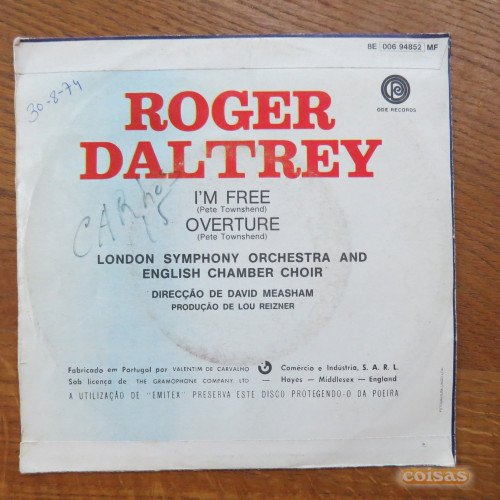 8E 006 94852 MF
30-8-74
ODE RECORDS
ROGER
DALTREY
I'M FREE
(Pete Townshend)
OVERTURE
(Pete Townshend)
LONDON SYMPHONY ORCHESTRA AND
ENGLISH CHAMBER CHOIR
DIRECÇÃO DE DAVID MEASHAM
PRODUÇÃO DE LOU REIZNER
Fabricado em Portugal por VALENTIM DE CARVALHO Comércio e Indústria, S. A. R. L.
Sob licença de THE GRAMOPHONE COMPANY, LTD — Hayes — Middlesex — England
A UTILIZAÇÃO DE "EMITEX" PRESERVA ESTE DISCO PROTEGENDO-O DA POEIRA
coisas